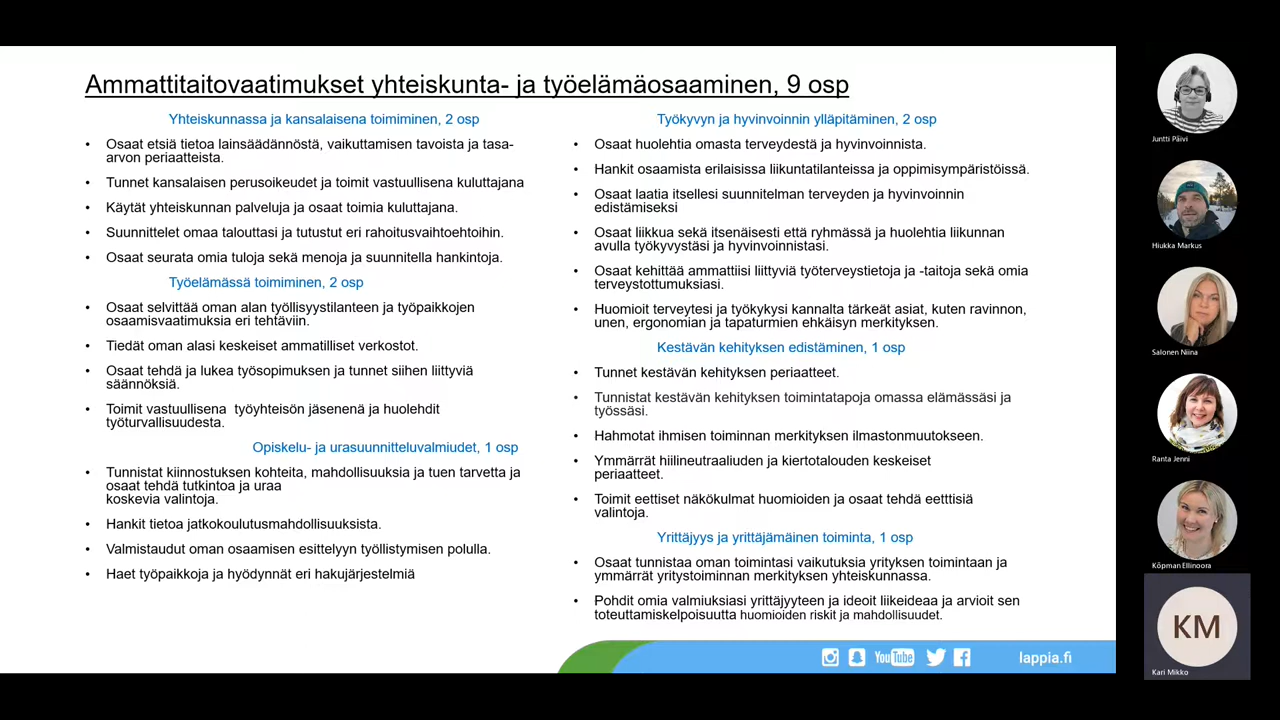 Ammattitaitovaatimukset yhteiskunta- ja työelämäosaaminen, 9 osp
Yhteiskunnassa ja kansalaisena toimiminen, 2 osp
• Osaat etsiä tietoa lainsäädännöstä, vaikuttamisen tavoista ja tasa-
arvon periaatteista.
• Tunnet kansalaisen perusoikeudet ja toimit vastuullisena kuluttajana
• Käytät yhteiskunnan palveluja ja osaat toimia kuluttajana.
• Suunnittelet omaa talouttasi ja tutustut eri rahoitusvaihtoehtoihin.
• Osaat seurata omia tuloja sekä menoja ja suunnitella hankintoja.
Työelämässä toimiminen, 2 osp
• Osaat selvittää oman alan työllisyystilanteen ja työpaikkojen
osaamisvaatimuksia eri tehtäviin.
• Tiedät oman alasi keskeiset ammatilliset verkostot.
• Osaat tehdä ja lukea työsopimuksen ja tunnet siihen liittyviä
säännöksiä.
• Toimit vastuullisena työyhteisön jäsenenä ja huolehdit
työturvallisuudesta.
Opiskelu- ja urasuunnitteluvalmiudet, 1 osp
• Tunnistat kiinnostuksen kohteita, mahdollisuuksia ja tuen tarvetta ja
osaat tehdä tutkintoa ja uraa
koskevia valintoja.
• Hankit tietoa jatkokoulutusmahdollisuuksista.
• Valmistaudut oman osaamisen esittelyyn työllistymisen polulla.
• Haet työpaikkoja ja hyödynnät eri hakujärjestelmiä
Työkyvyn ja hyvinvoinnin ylläpitäminen, 2 osp
• Osaat huolehtia omasta terveydestä ja hyvinvoinnista.
• Hankit osaamista erilaisissa liikuntatilanteissa ja oppimisympäristöissä.
• Osaat laatia itsellesi suunnitelman terveyden ja hyvinvoinnin
edistämiseksi
• Osaat liikkua sekä itsenäisesti että ryhmässä ja huolehtia liikunnan
avulla työkyvystäsi ja hyvinvoinnistasi.
• Osaat kehittää ammattiisi liittyviä työterveystietoja ja -taitoja sekä omia
terveystottumuksiasi.
• Huomioit terveytesi ja työkykysi kannalta tärkeät asiat, kuten ravinnon,
unen, ergonomian ja tapaturmien ehkäisyn merkityksen.
Kestävän kehityksen edistäminen, 1 osp
• Tunnet kestävän kehityksen periaatteet.
• Tunnistat kestävän kehityksen toimintatapoja omassa elämässäsi ja
työssäsi.
• Hahmotat ihmisen toiminnan merkityksen ilmastonmuutokseen.
• Ymmärrät hiilineutraaliuden ja kiertotalouden keskeiset
periaatteet.
• Toimit eettiset näkökulmat huomioiden ja osaat tehdä eetttisiä
valintoja.
Yrittäjyys ja yrittäjämäinen toiminta, 1 osp
• Osaat tunnistaa oman toimintasi vaikutuksia yrityksen toimintaan ja
ymmärrät yritystoiminnan merkityksen yhteiskunnassa.
• Pohdit omia valmiuksiasi yrittäjyyteen ja ideoit liikeideaa ja arvioit sen
toteuttamiskelpoisuutta huomioiden riskit ja mahdollisuudet.
YouTube
lappia.fi
Juntti Päivi
Hiukka Markus
Salonen Niina
Ranta Jenni
Köpman Ellinoora
KM
Kari Mikko